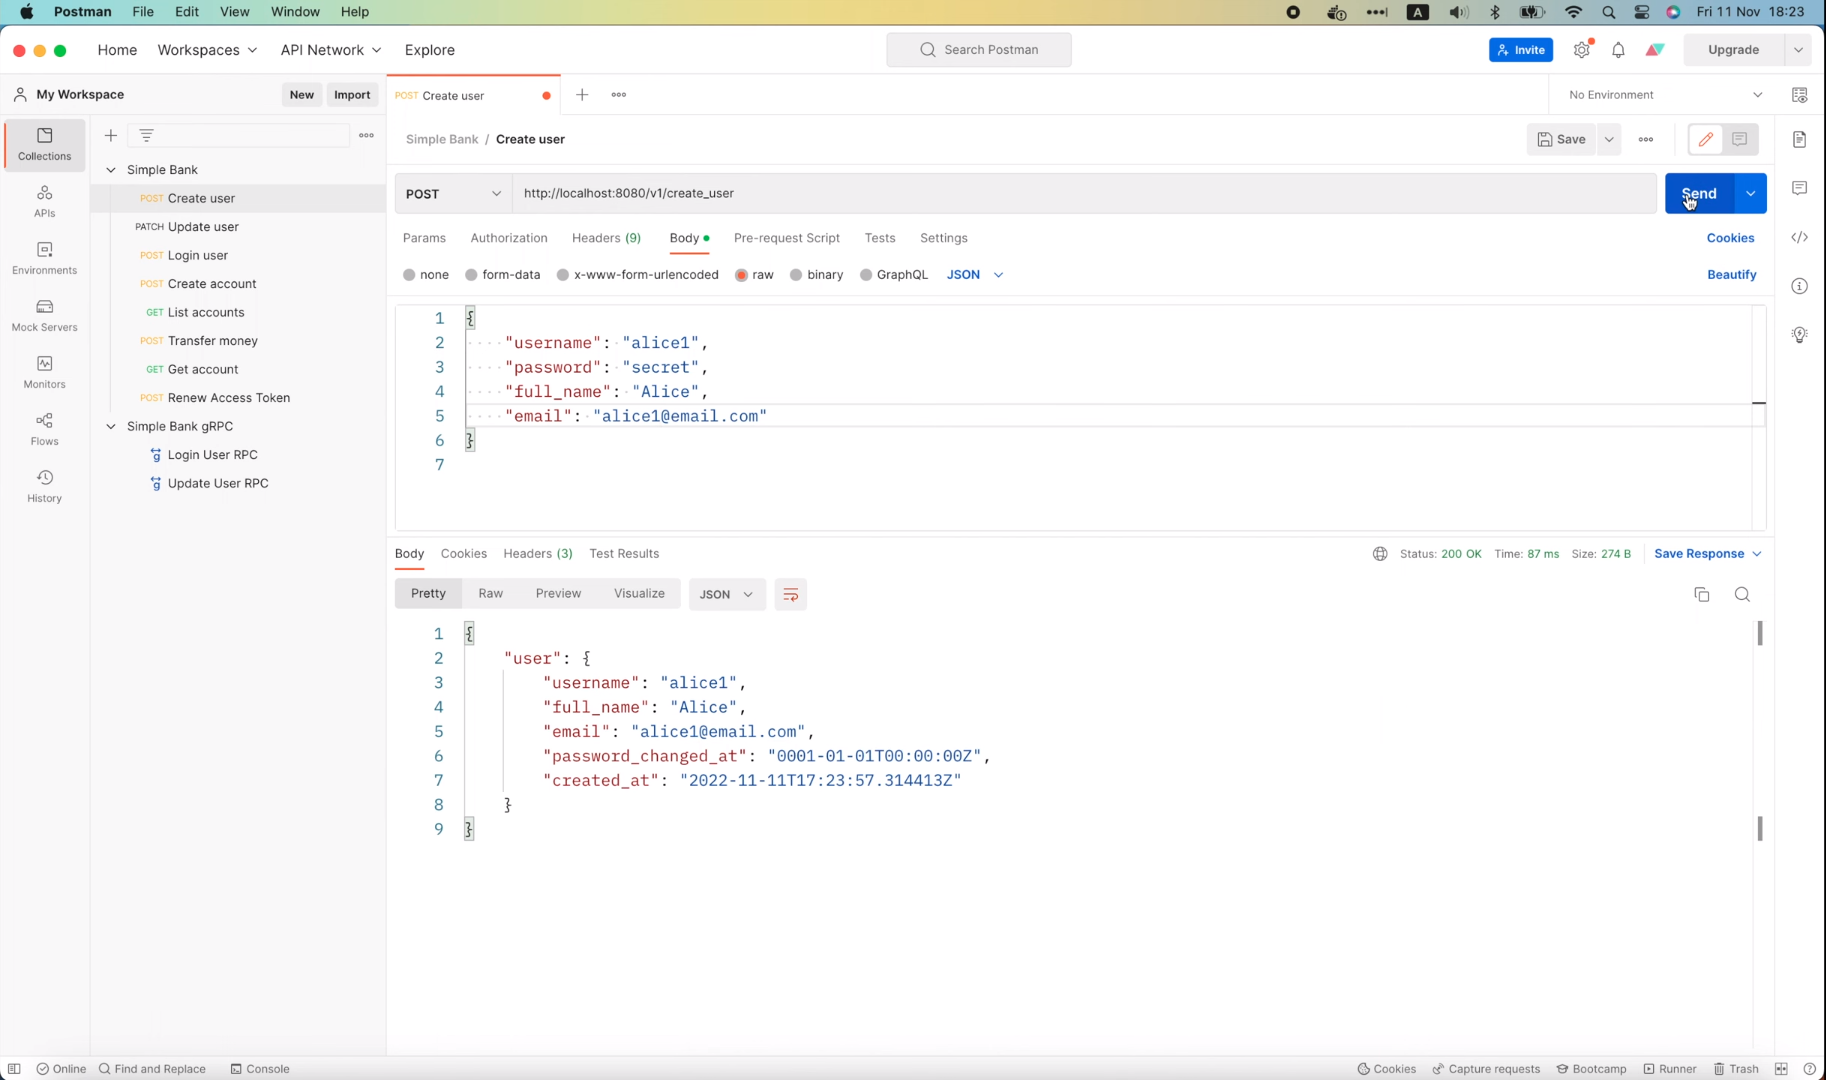 Postman File Edit View Window Help A Fri 11 Nov 18:23
Home Workspaces API Network Explore Search Postman Invite Upgrade
My Workspace New Import POST Create user No Environment
Collections
APIs
Environments
Mock Servers
Monitors
Flows
History
Simple Bank
POST Create user
PATCH Update user
POST Login user
POST Create account
GET List accounts
POST Transfer money
GET Get account
POST Renew Access Token
Simple Bank gRPC
Login User RPC
Update User RPC
Simple Bank / Create user Save
POST http://localhost:8080/v1/create_user Send
Params Authorization Headers (9) Body Pre-request Script Tests Settings Cookies
none form-data x-www-form-urlencoded raw binary GraphQL JSON Beautify
1 {
2 "username": "alice1",
3 "password": "secret",
4 "full_name": "Alice",
5 "email": "alice1@email.com"
6 }
7
Body Cookies Headers (3) Test Results Status: 200 OK Time: 87 ms Size: 274 B Save Response
Pretty Raw Preview Visualize JSON
1 {
2 "user": {
3 "username": "alice1",
4 "full_name": "Alice",
5 "email": "alice1@email.com",
6 "password_changed_at": "0001-01-01T00:00:00Z",
7 "created_at": "2022-11-11T17:23:57.314413Z"
8 }
9 }
Online Find and Replace Console Cookies Capture requests Bootcamp Runner Trash